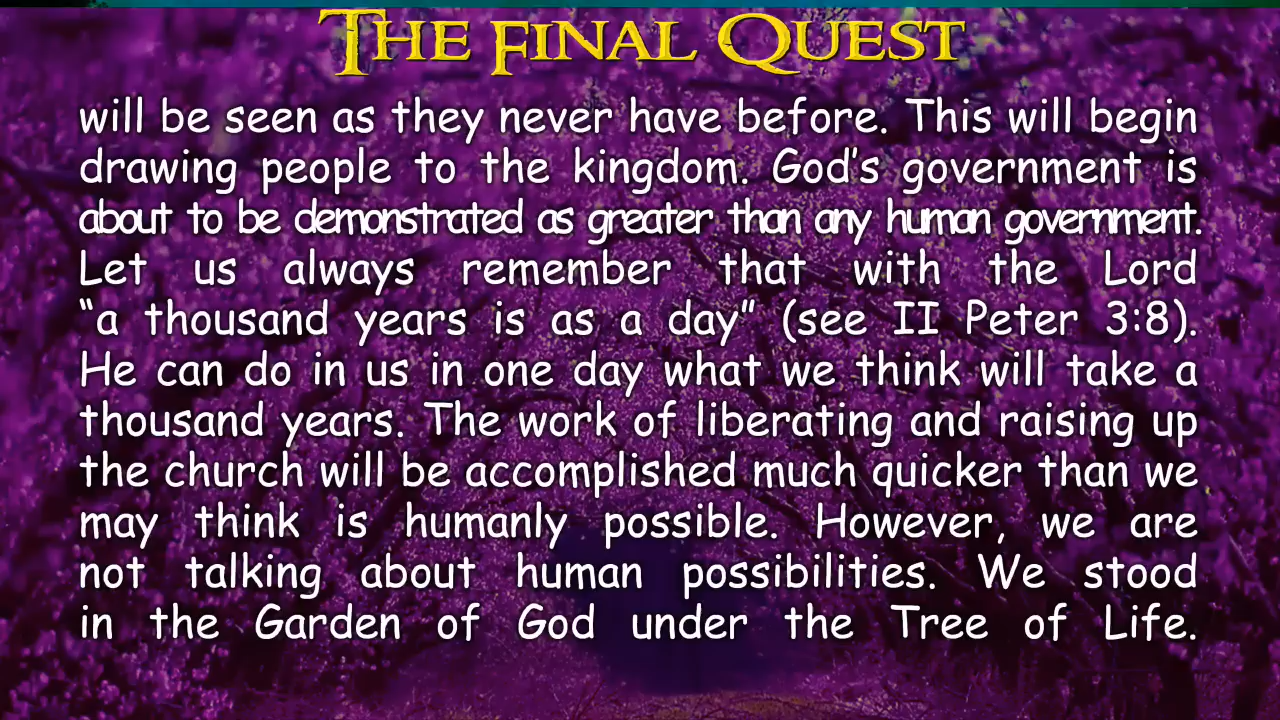 THE FINAL QUEST
will be seen as they never have before. This will begin
drawing people to the kingdom. God’s government is
about to be demonstrated as greater than any human government.
Let us always remember that with the Lord
“a thousand years is as a day” (see II Peter 3:8).
He can do in us in one day what we think will take a
thousand years. The work of liberating and raising up
the church will be accomplished much quicker than we
may think is humanly possible. However, we are
not talking about human possibilities. We stood
in the Garden of God under the Tree of Life.